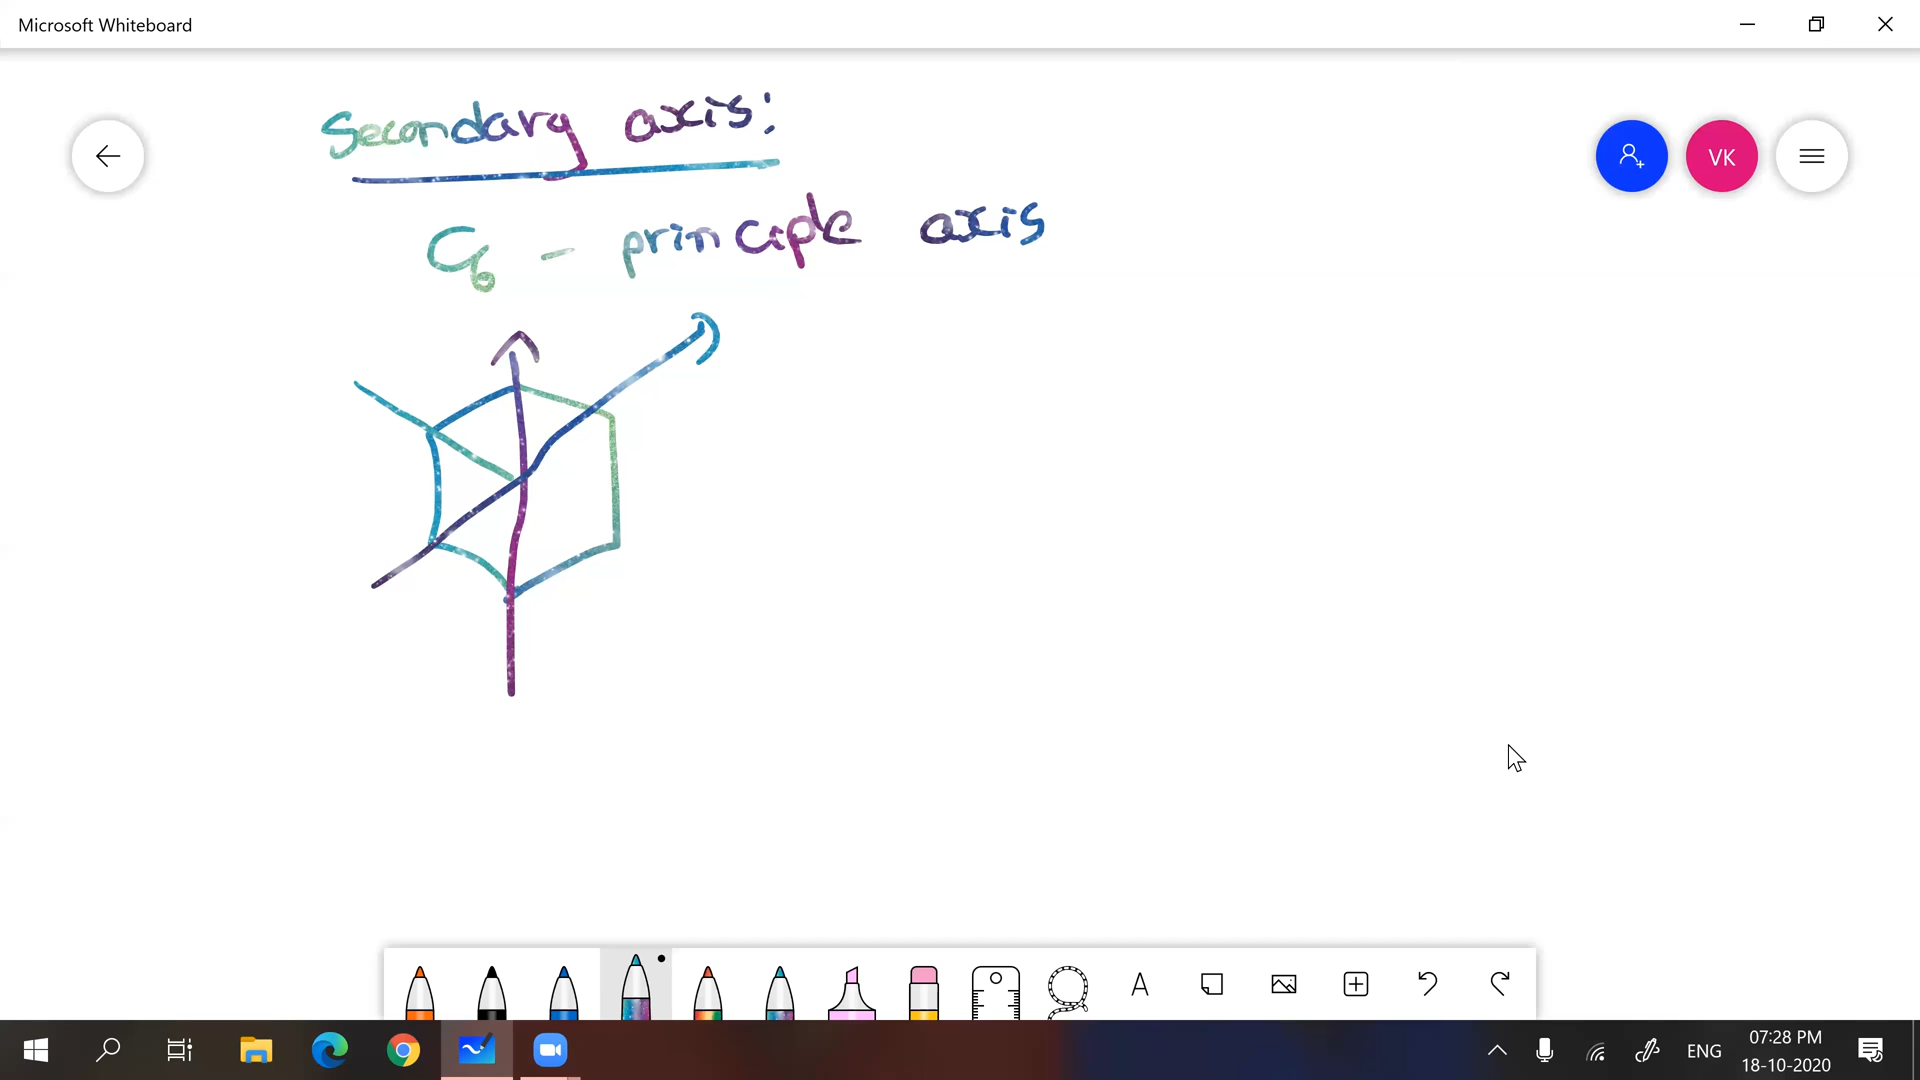 Microsoft Whiteboard
Secondary axis:
VK
C6 - principle axis
A
ENG
07:28 PM
18-10-2020